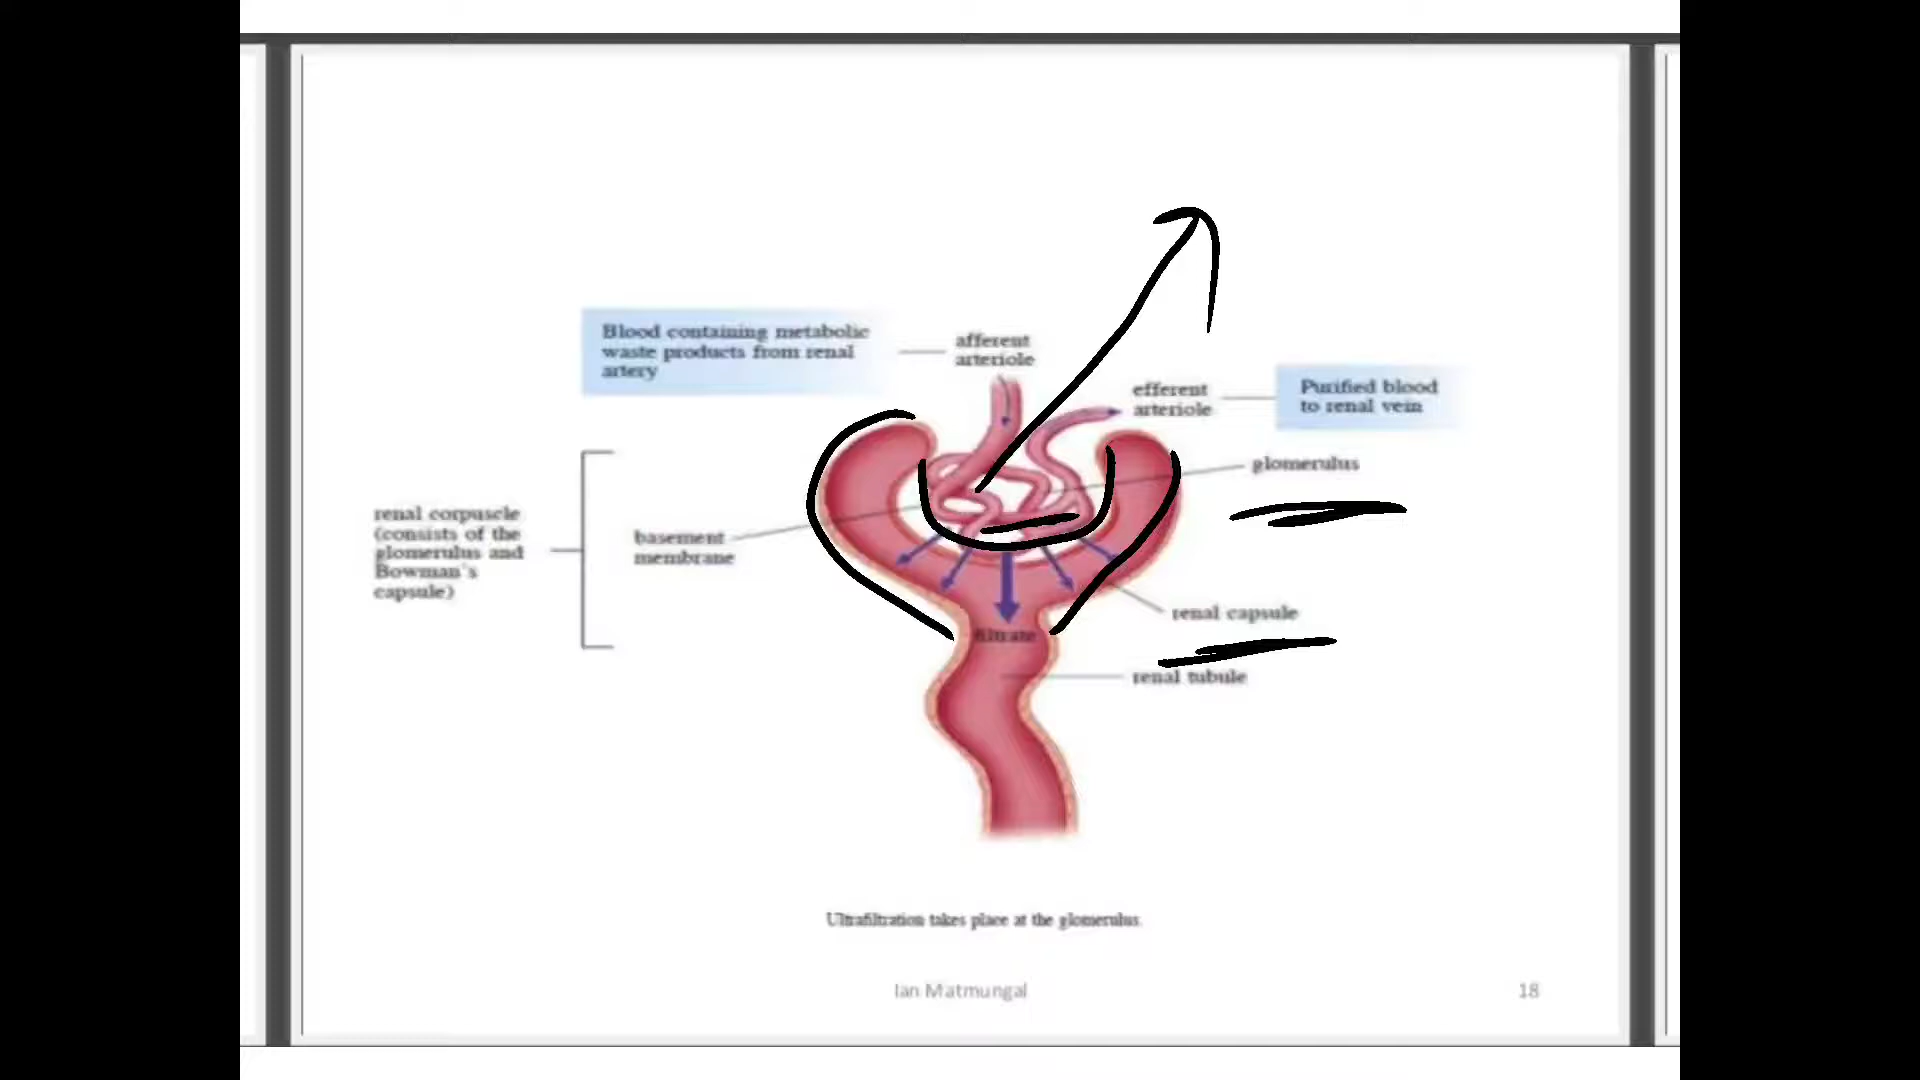 Blood containing metabolic
waste products from renal
artery
afferent
arteriole
efferent
arteriole
Purified blood
to renal vein
glomerulus
renal corpuscle
(consists of the
glomerulus and
Bowman's
capsule)
basement
membrane
renal capsule
filtrate
renal tubule
Ultrafiltration takes place at the glomerulus.
Ian Matmungal
18